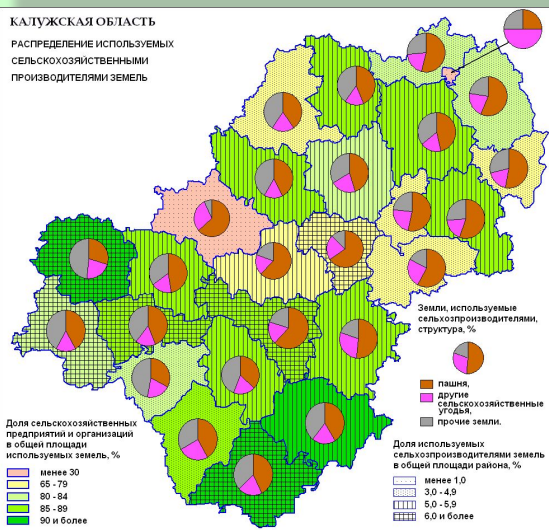 КАЛУЖСКАЯ ОБЛАСТЬ
РАСПРЕДЕЛЕНИЕ ИСПОЛЬЗУЕМЫХ
СЕЛЬСКОХОЗЯЙСТВЕННЫМИ
ПРОИЗВОДИТЕЛЯМИ ЗЕМЕЛЬ
Земли, используемые
сельхозпроизводителями,
структура, %
пашня,
другие
сельскохозяйственные
угодья,
прочие земли.
Доля сельскохозяйственных
предприятий и организаций
в общей площади
используемых земель, %
менее 30
65 - 79
80 - 84
85 - 89
90 и более
Доля используемых
сельхозпроизводителями земель
в общей площади района, %
менее 1,0
3,0 - 4,9
5,0 - 5,9
6,0 и более